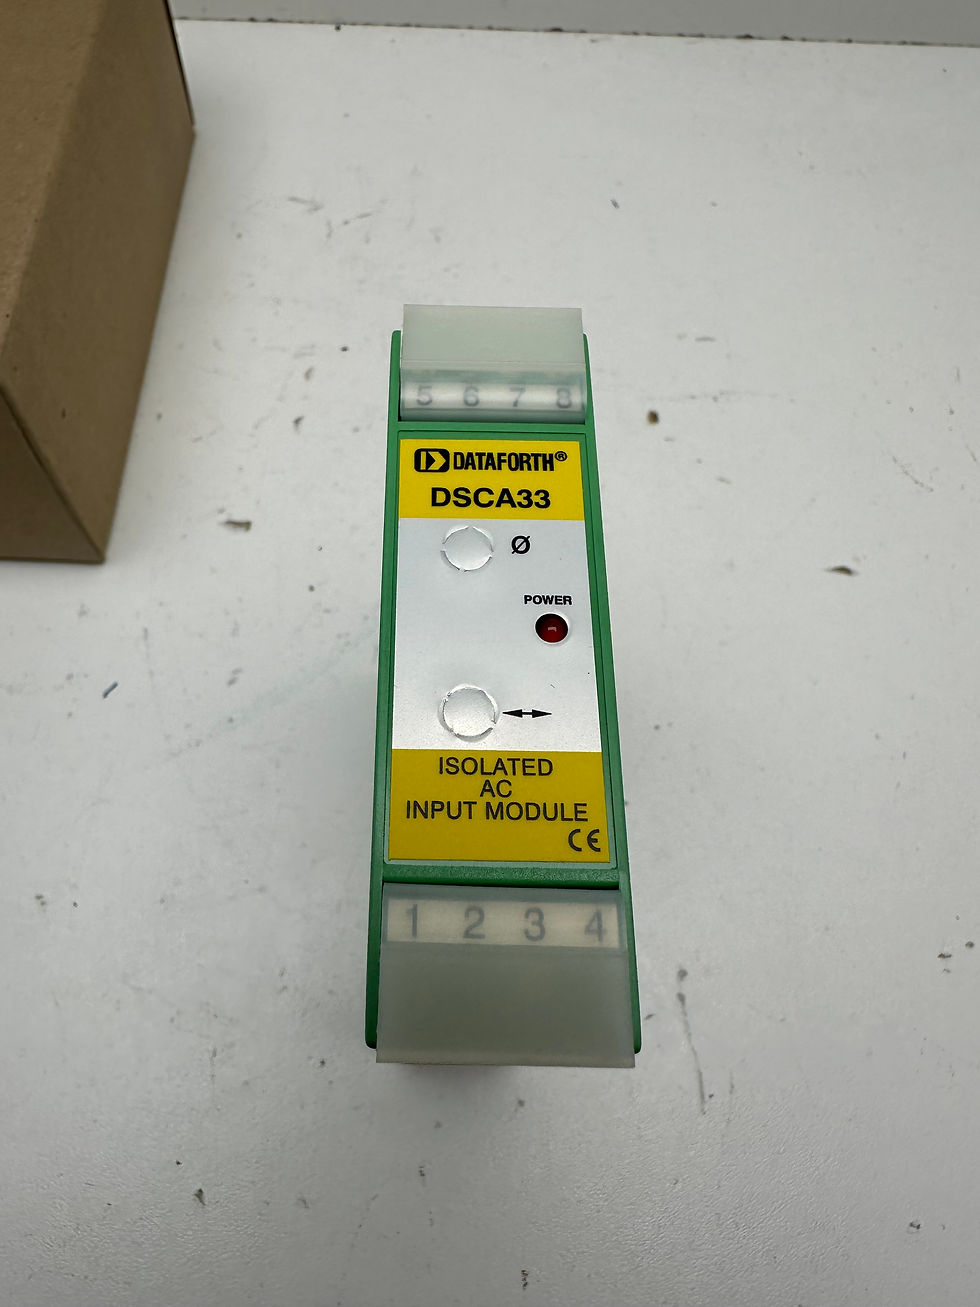 5 6 7 8
DATAFORTH®
DSCA33
Ø
POWER
ISOLATED
AC
INPUT MODULE
CE
1 2 3 4